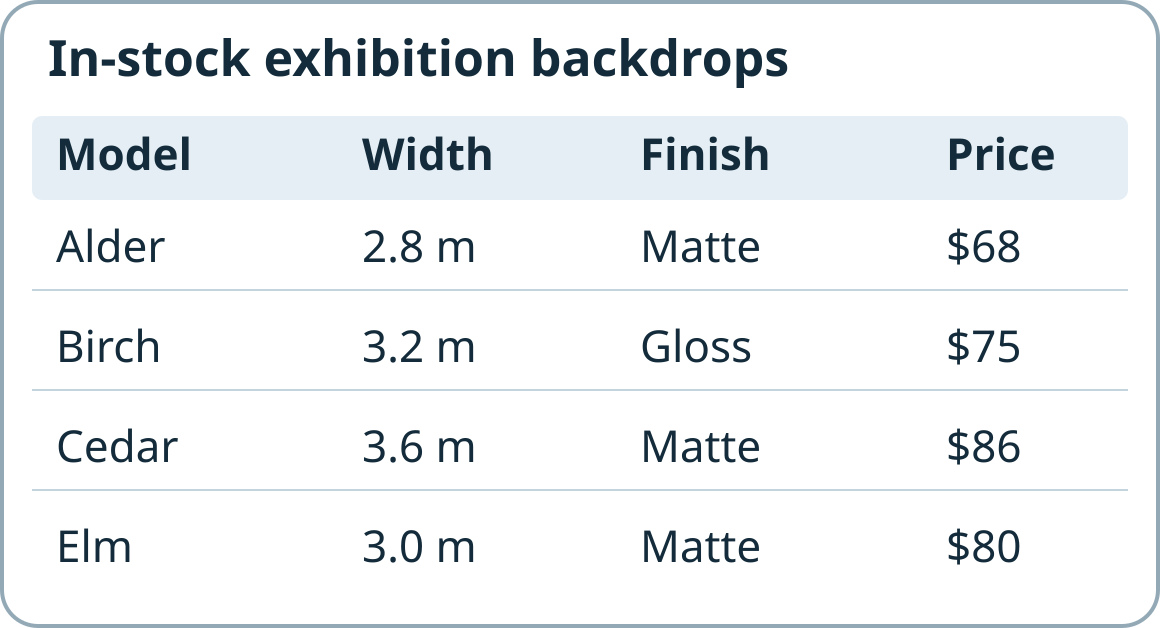 In-stock exhibition backdrops
Model Width Finish Price
Alder 2.8 m Matte $68
Birch 3.2 m Gloss $75
Cedar 3.6 m Matte $86
Elm 3.0 m Matte $80